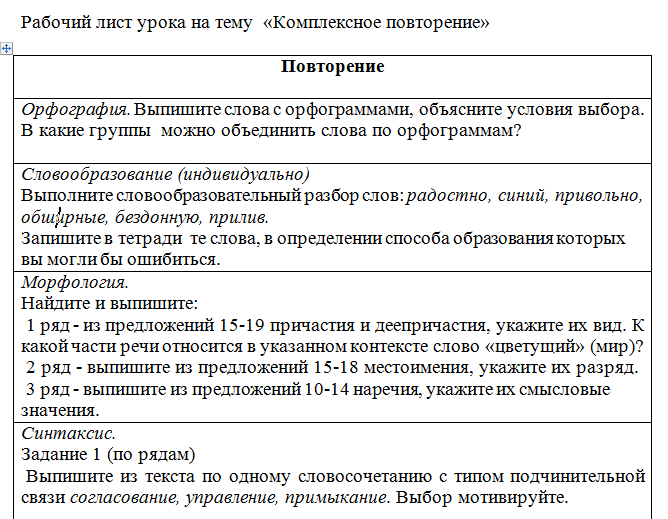 Рабочий лист урока на тему «Комплексное повторение»
Повторение
Орфография. Выпишите слова с орфограммами, объясните условия выбора.
В какие группы можно объединить слова по орфограммам?
Словообразование (индивидуально)
Выполните словообразовательный разбор слов: радостно, синий, привольно,
обширные, бездонную, прилив.
Запишите в тетради те слова, в определении способа образования которых
вы могли бы ошибиться.
Морфология.
Найдите и выпишите:
1 ряд - из предложений 15-19 причастия и деепричастия, укажите их вид. К
какой части речи относится в указанном контексте слово «цветущий» (мир)?
2 ряд - выпишите из предложений 15-18 местоимения, укажите их разряд.
3 ряд - выпишите из предложений 10-14 наречия, укажите их смысловые
значения.
Синтаксис.
Задание 1 (по рядам)
Выпишите из текста по одному словосочетанию с типом подчинительной
связи согласование, управление, примыкание. Выбор мотивируйте.